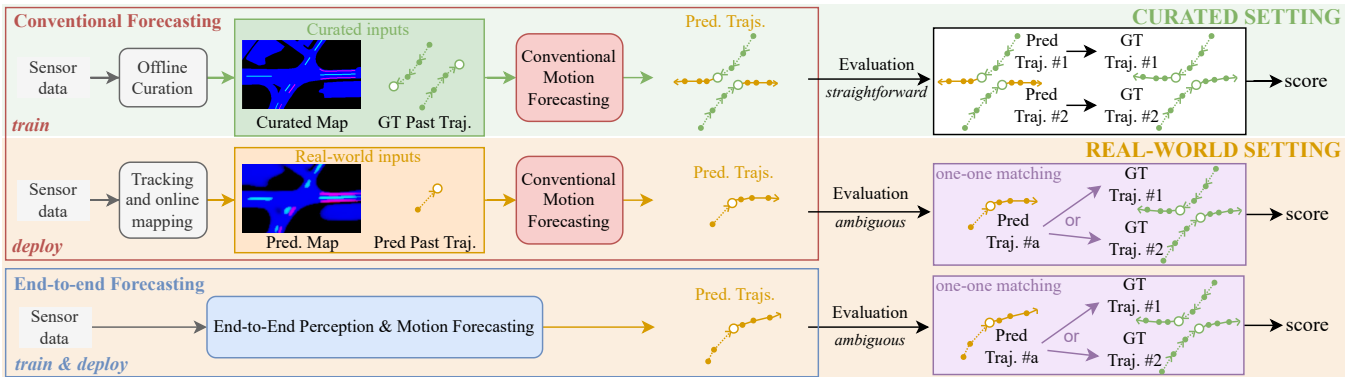 Conventional Forecasting
Curated inputs
Pred. Trajs.
CURATED SETTING
Sensor
data
Offline
Curation
Curated Map
GT Past Traj.
Conventional
Motion
Forecasting
Evaluation
straightforward
Pred
Traj. #1
GT
Traj. #1
Pred
Traj. #2
GT
Traj. #2
score
train
Real-world inputs
Pred. Trajs.
REAL-WORLD SETTING
Sensor
data
Tracking
and online
mapping
Pred. Map
Pred Past Traj.
Conventional
Motion
Forecasting
Evaluation
ambiguous
one-one matching
Pred
Traj. #a
or
GT
Traj. #1
GT
Traj. #2
score
deploy
End-to-end Forecasting
Pred. Trajs.
Sensor
data
End-to-End Perception & Motion Forecasting
Evaluation
ambiguous
one-one matching
Pred
Traj. #a
or
GT
Traj. #1
GT
Traj. #2
score
train & deploy